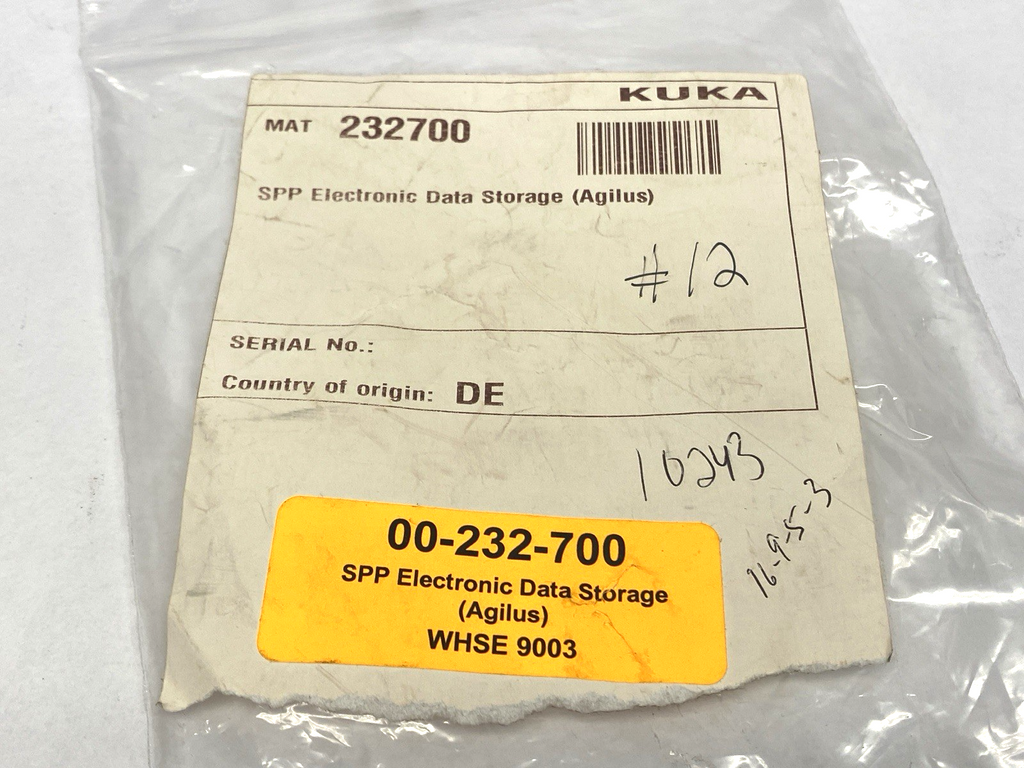 KUKA
MAT 232700
SPP Electronic Data Storage (Agilus)
#12
SERIAL No.:
Country of origin: DE
10243
16-9-5-3
00-232-700
SPP Electronic Data Storage
(Agilus)
WHSE 9003